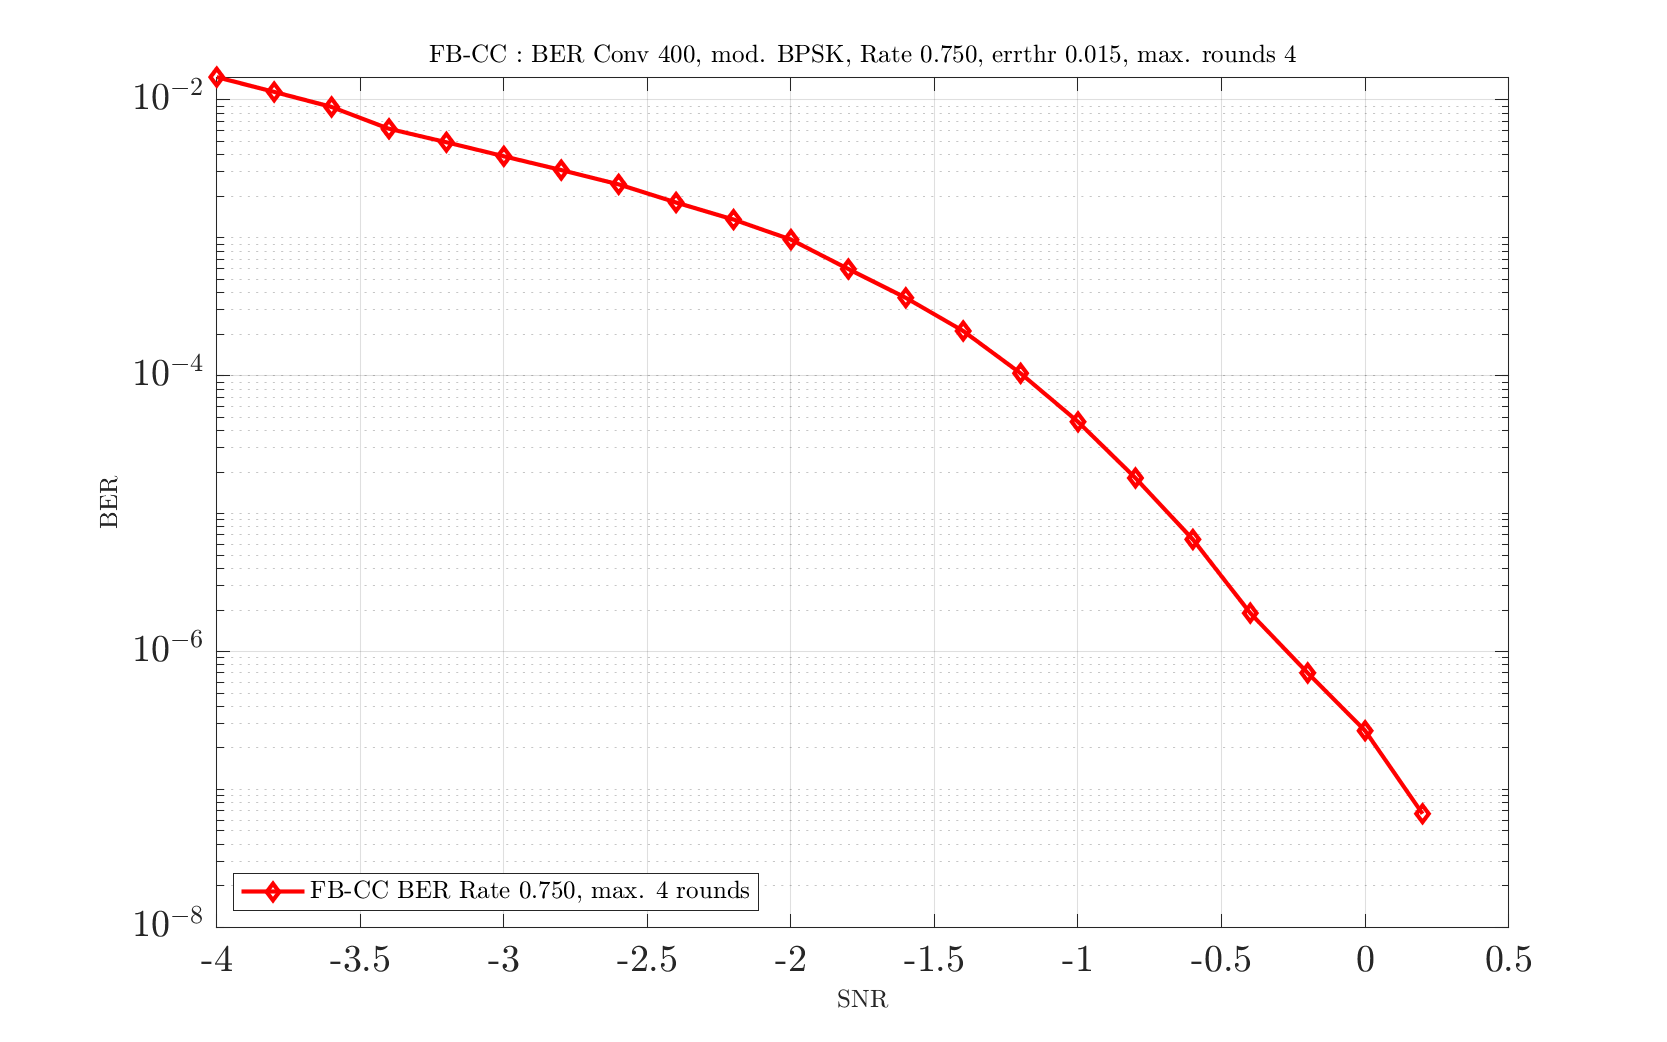 FB-CC : BER Conv 400, mod. BPSK, Rate 0.750, errthr 0.015, max. rounds 4
10^−2
10^−4
10^−6
10^−8
BER
FB-CC BER Rate 0.750, max. 4 rounds
-4 -3.5 -3 -2.5 -2 -1.5 -1 -0.5 0 0.5
SNR